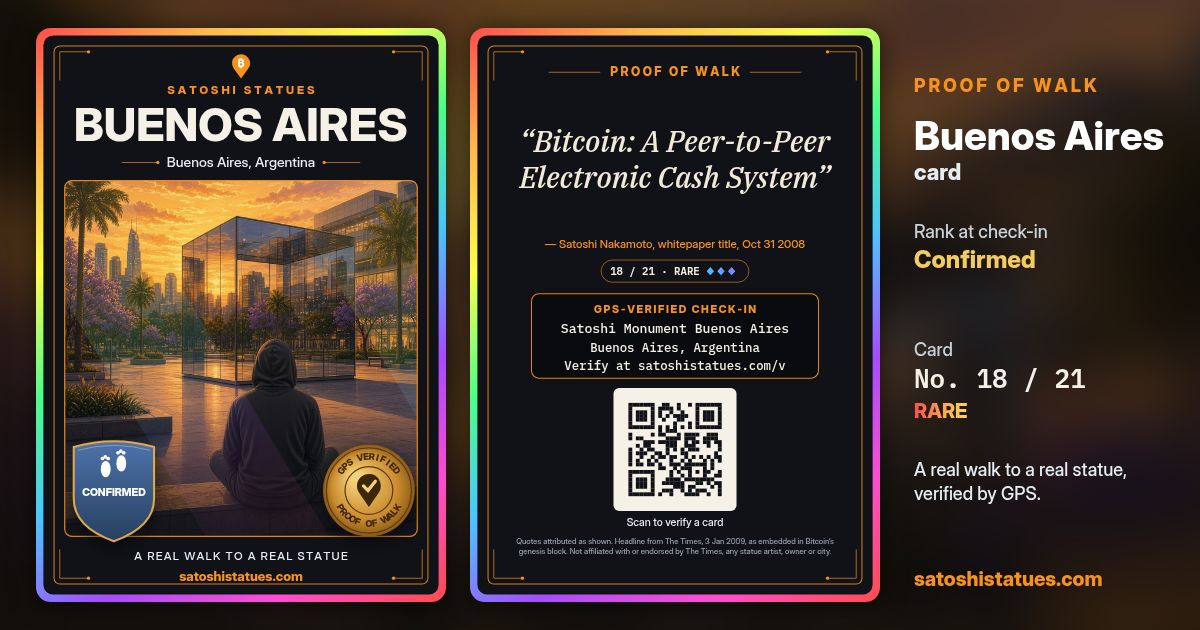 SATOSHI STATUES
BUENOS AIRES
Buenos Aires, Argentina
CONFIRMED
GPS VERIFIED
PROOF OF WALK
A REAL WALK TO A REAL STATUE
satoshistatues.com
PROOF OF WALK
“Bitcoin: A Peer-to-Peer
Electronic Cash System”
— Satoshi Nakamoto, whitepaper title, Oct 31 2008
18 / 21 · RARE
GPS-VERIFIED CHECK-IN
Satoshi Monument Buenos Aires
Buenos Aires, Argentina
Verify at satoshistatues.com/v
Scan to verify a card
Quotes attributed as shown. Headline from The Times, 3 Jan 2009, as embedded in Bitcoin's
genesis block. Not affiliated with or endorsed by The Times, any statue artist, owner or city.
PROOF OF WALK
Buenos Aires
card
Rank at check-in
Confirmed
Card
No. 18 / 21
RARE
A real walk to a real statue,
verified by GPS.
satoshistatues.com